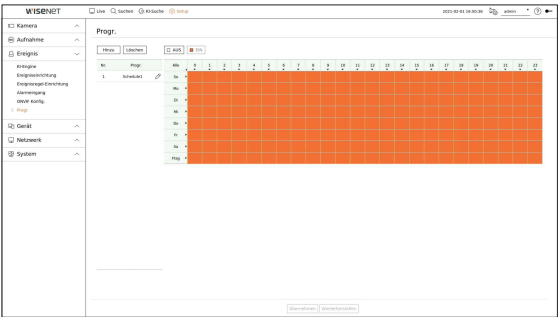 WISENET Live Suchen KI-Suche Setup 2021-02-01 16:50:36 admin
Kamera
Aufnahme
Ereignis
KI-Engine
Ereigniseinrichtung
Ereignisregel-Einrichtung
Alarmeingang
ONVIF Konfig.
Progr.
Gerät
Netzwerk
System
Progr.
Hinzu Löschen AUS EIN
Nr. Progr. Alle 0 1 2 3 4 5 6 7 8 9 10 11 12 13 14 15 16 17 18 19 20 21 22 23
1 Schedule1 So
Mo
Di
Mi
Do
Fr
Sa
Ftag
Übernehmen Wiederherstellen